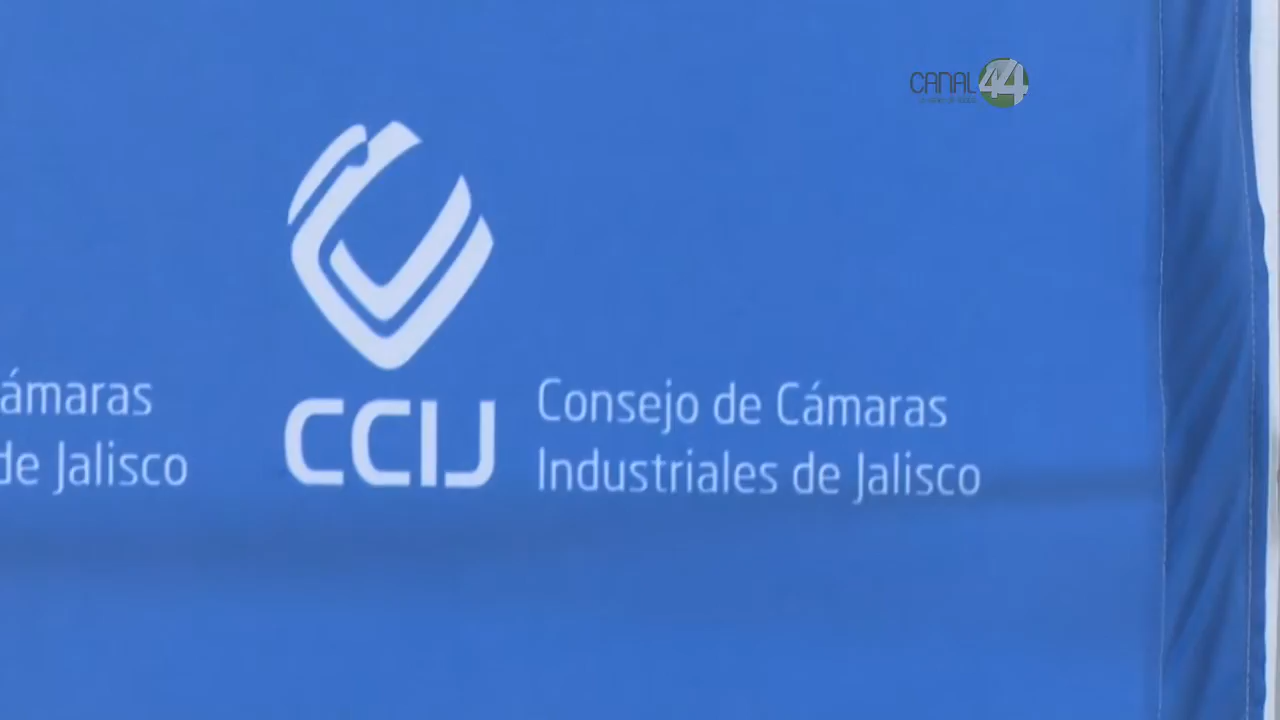 CANAL 44
ámaras
de Jalisco
CCIJ
Consejo de Cámaras
Industriales de Jalisco